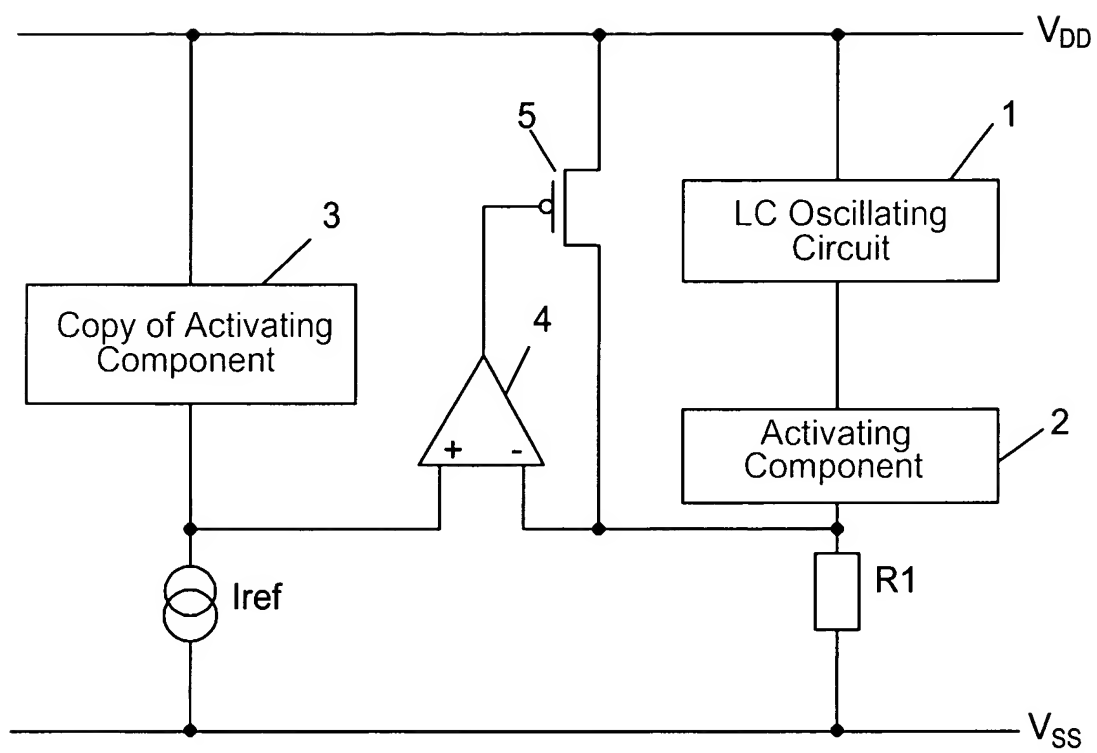 V_DD
5
1
LC Oscillating
Circuit
3
Copy of Activating
Component
4
+ -
Activating
Component
2
Iref
R1
V_SS